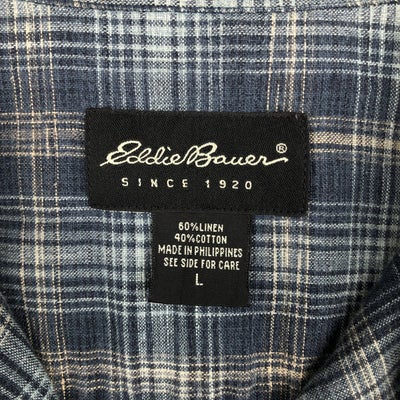 Eddie Bauer®
SINCE 1920
60% LINEN
40% COTTON
MADE IN PHILIPPINES
SEE SIDE FOR CARE
L